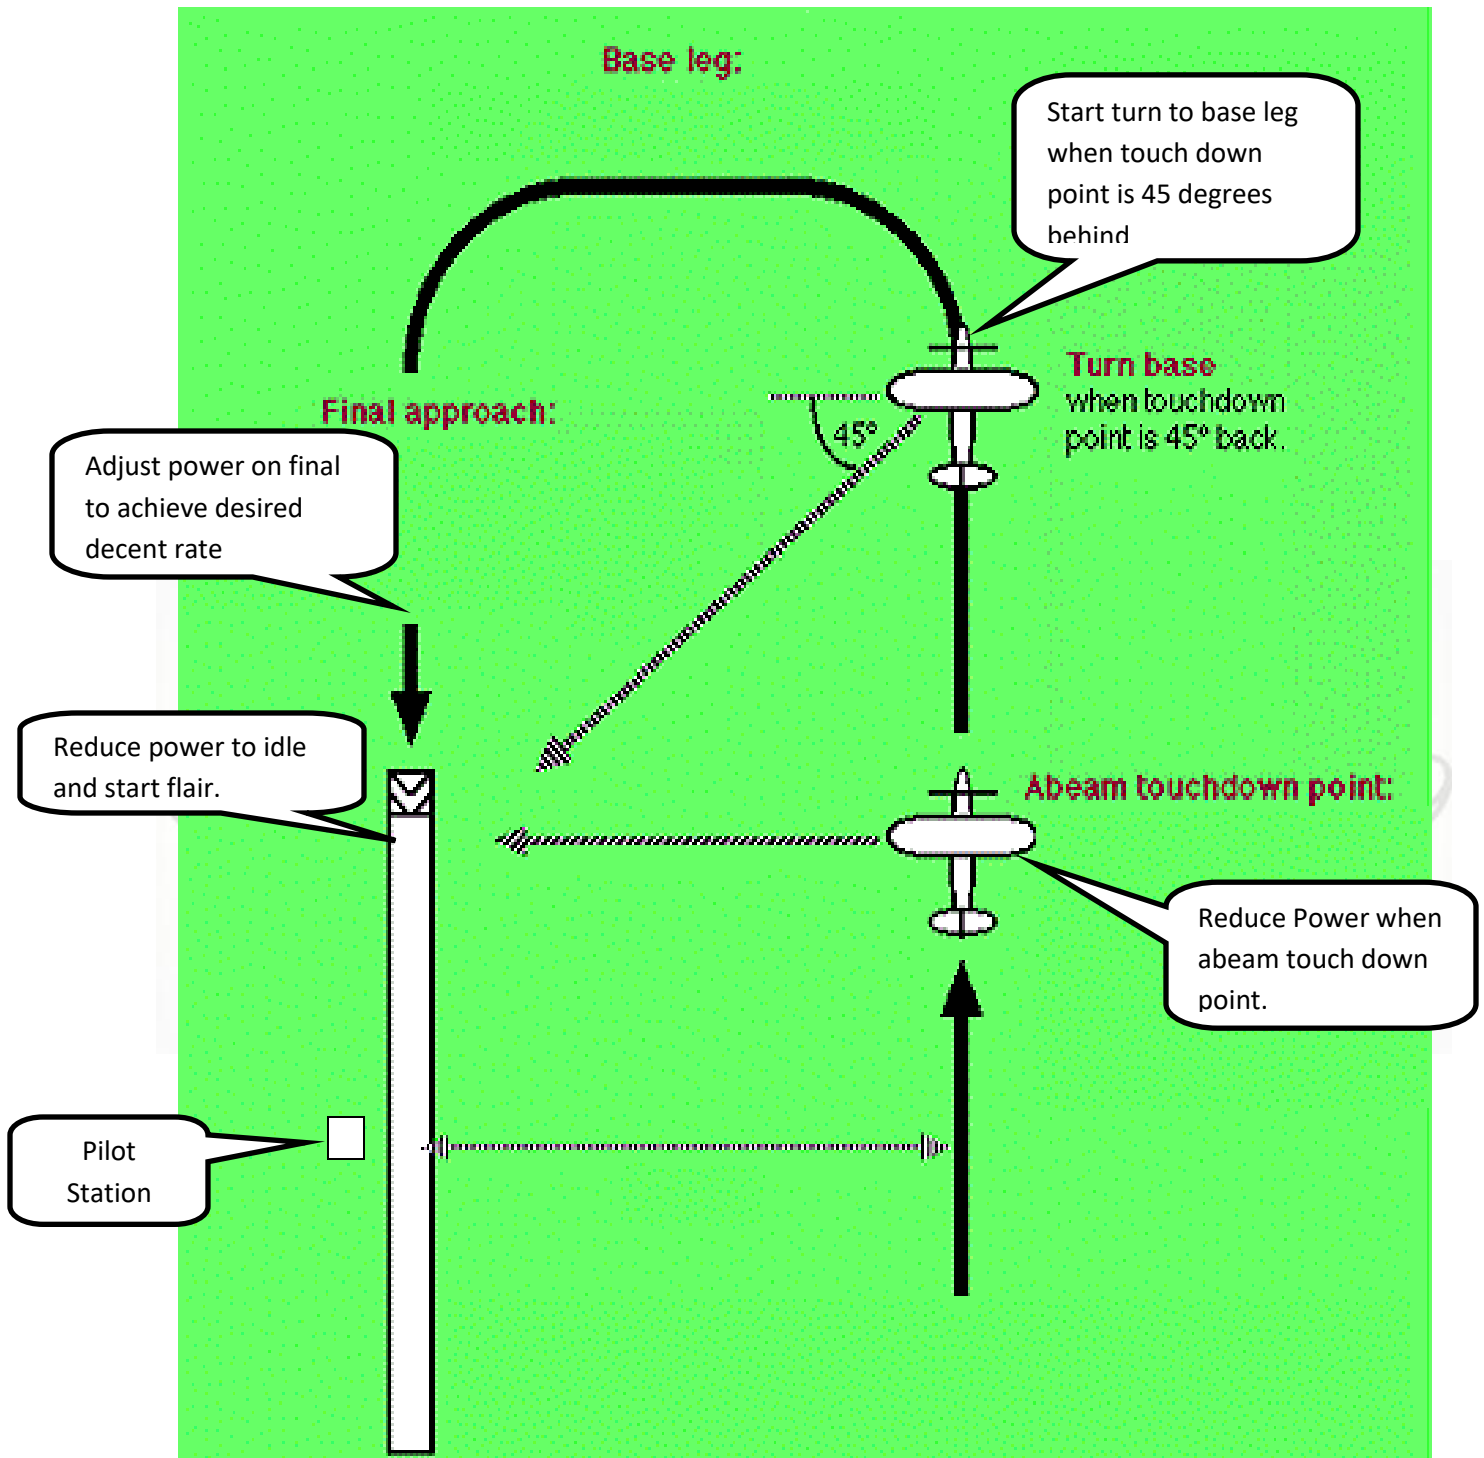 Base leg:
Start turn to base leg
when touch down
point is 45 degrees
behind
Turn base
when touchdown
point is 45° back.
45°
Final approach:
Adjust power on final
to achieve desired
decent rate
Reduce power to idle
and start flair.
Abeam touchdown point:
Reduce Power when
abeam touch down
point.
Pilot
Station